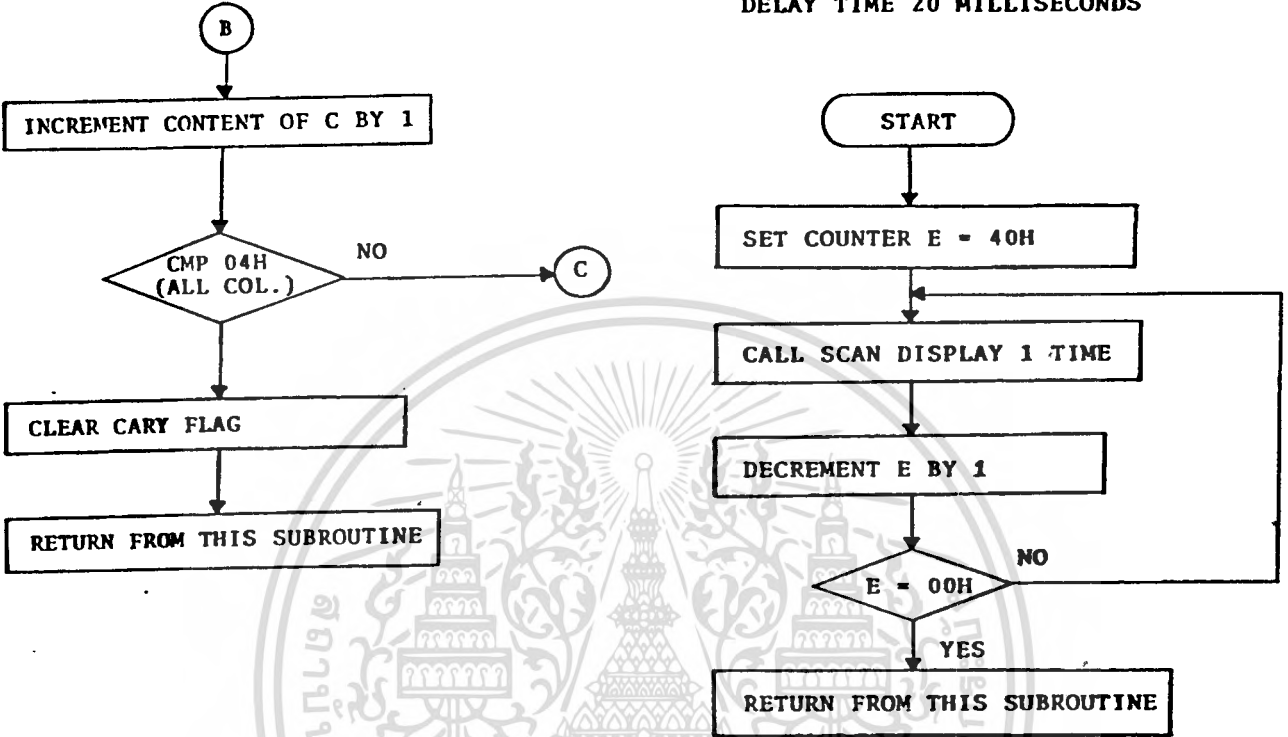 B
INCREMENT CONTENT OF C BY 1
CMP 04H
(ALL COL.)
NO
C
CLEAR CARY FLAG
RETURN FROM THIS SUBROUTINE
DELAY TIME 20 MILLISECONDS
START
SET COUNTER E = 40H
CALL SCAN DISPLAY 1 TIME
DECREMENT E BY 1
E = 00H
NO
YES
RETURN FROM THIS SUBROUTINE